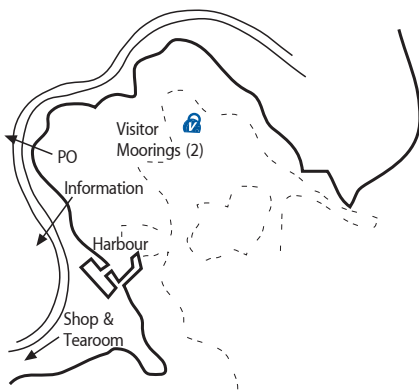 Visitor
Moorings (2)
V
PO
Information
Harbour
Shop &
Tearoom